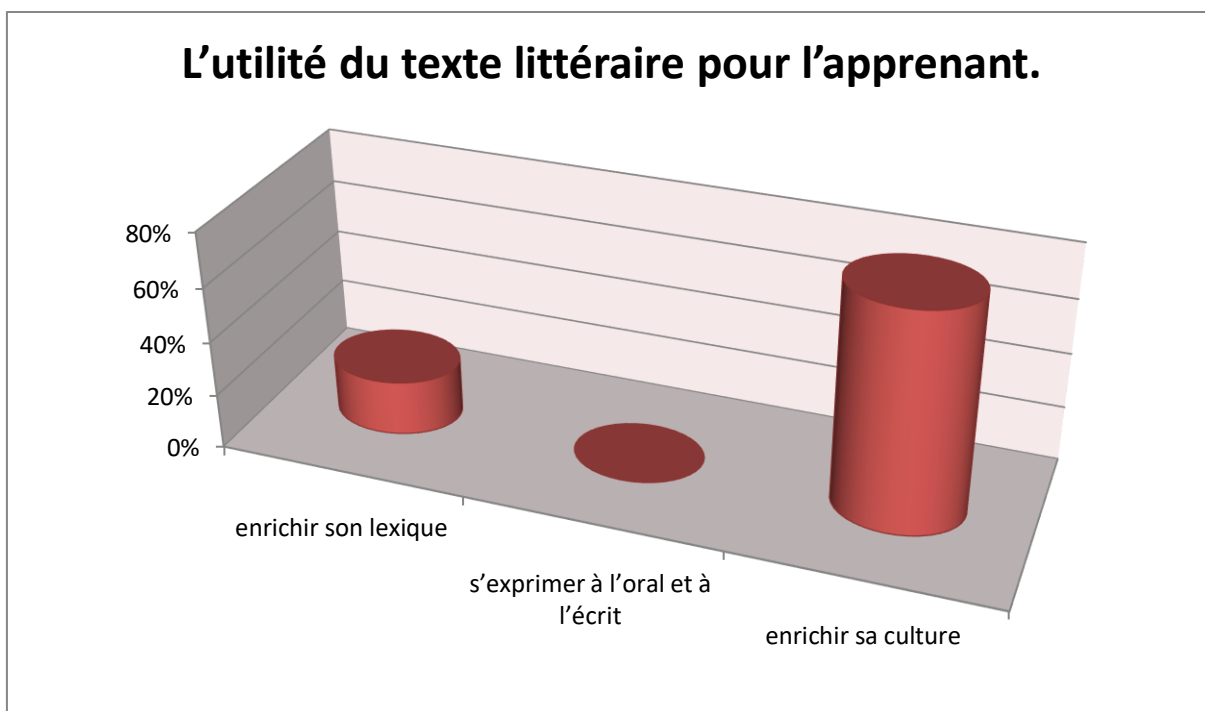 L’utilité du texte littéraire pour l’apprenant.
80%
60%
40%
20%
0%
enrichir son lexique
s’exprimer à l’oral et à
l’écrit
enrichir sa culture